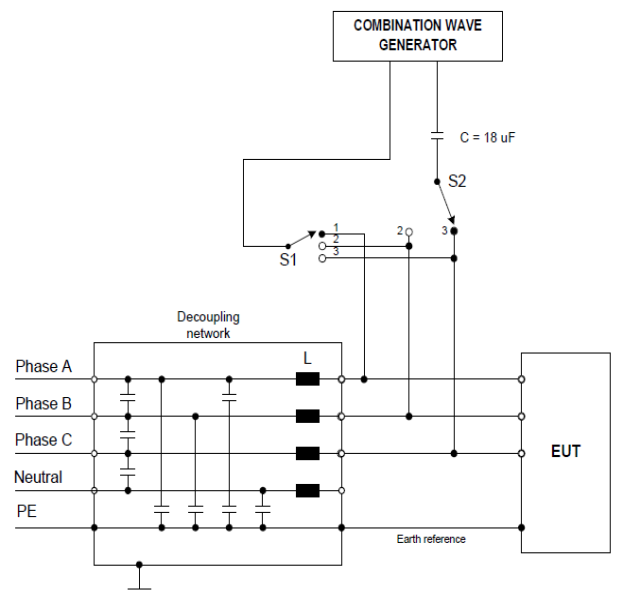 COMBINATION WAVE
GENERATOR
C = 18 uF
S2
1
2
3
2
3
S1
Decoupling
network
L
Phase A
Phase B
Phase C
Neutral
PE
EUT
Earth reference